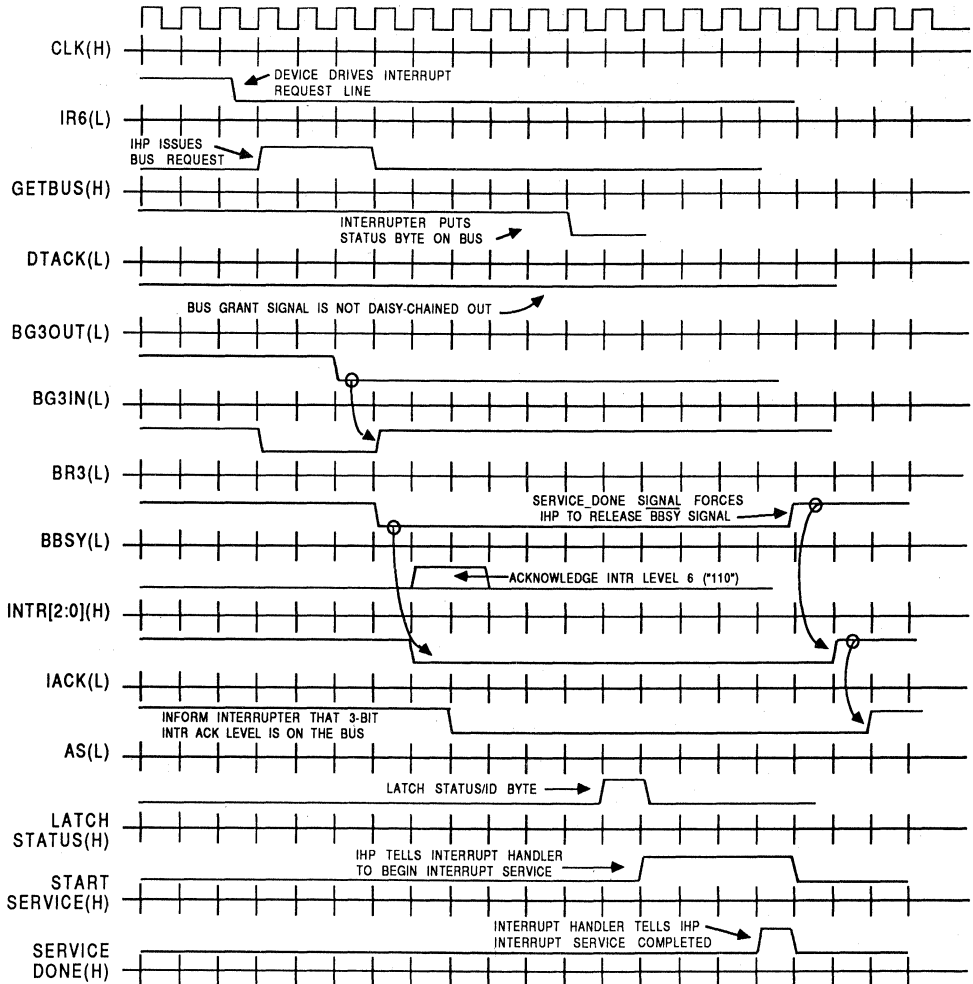 CLK(H)
DEVICE DRIVES INTERRUPT
REQUEST LINE
IR6(L)
IHP ISSUES
BUS REQUEST
GETBUS(H)
INTERRUPTER PUTS
STATUS BYTE ON BUS
DTACK(L)
BUS GRANT SIGNAL IS NOT DAISY-CHAINED OUT
BG3OUT(L)
BG3IN(L)
BR3(L)
SERVICE_DONE SIGNAL FORCES
IHP TO RELEASE BBSY SIGNAL
BBSY(L)
ACKNOWLEDGE INTR LEVEL 6 ("110")
INTR[2:0](H)
IACK(L)
INFORM INTERRUPTER THAT 3-BIT
INTR ACK LEVEL IS ON THE BUS
AS(L)
LATCH STATUS/ID BYTE
LATCH
STATUS(H)
IHP TELLS INTERRUPT HANDLER
TO BEGIN INTERRUPT SERVICE
START
SERVICE(H)
INTERRUPT HANDLER TELLS IHP
INTERRUPT SERVICE COMPLETED
SERVICE
DONE(H)